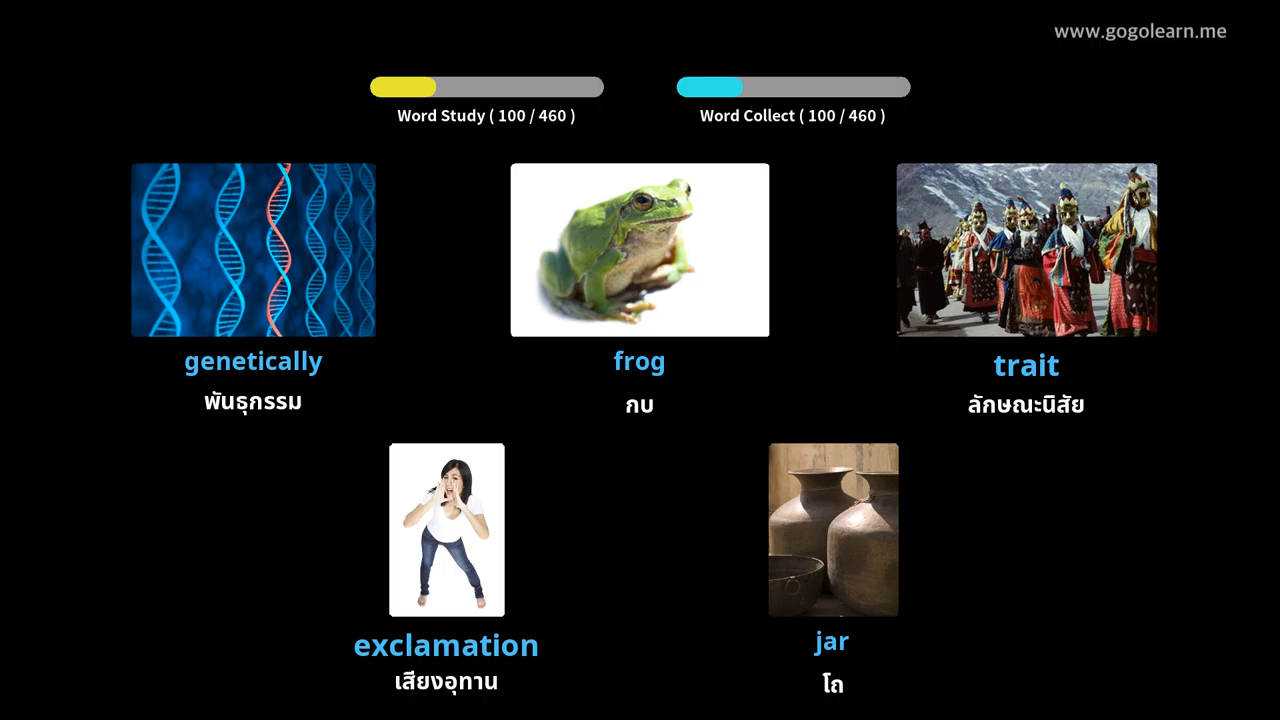 www.gogolearn.me
Word Study ( 100 / 460 )
Word Collect ( 100 / 460 )
genetically
frog
trait
พันธุกรรม
กบ
ลักษณะนิสัย
exclamation
jar
เสียงอุทาน
โถ